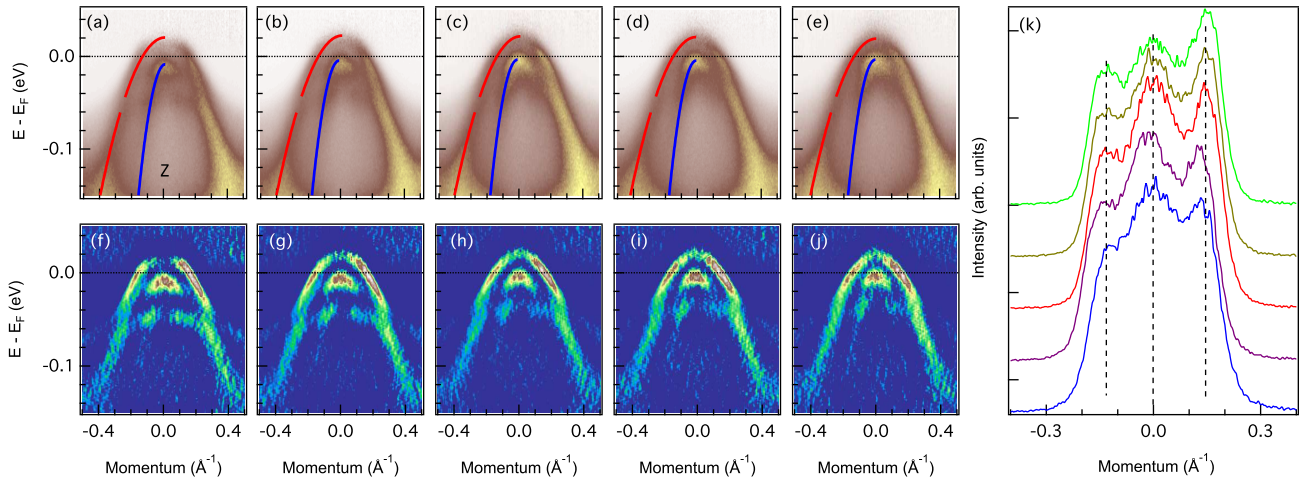 (a) (b) (c) (d) (e) (k)
0.0
-0.1
E - E_F (eV)
Z
(f) (g) (h) (i) (j)
0.0
-0.1
E - E_F (eV)
-0.4 0.0 0.4 -0.4 0.0 0.4 -0.4 0.0 0.4 -0.4 0.0 0.4 -0.4 0.0 0.4
Momentum (Å⁻¹) Momentum (Å⁻¹) Momentum (Å⁻¹) Momentum (Å⁻¹) Momentum (Å⁻¹)
Intensity (arb. units)
-0.3 0.0 0.3
Momentum (Å⁻¹)